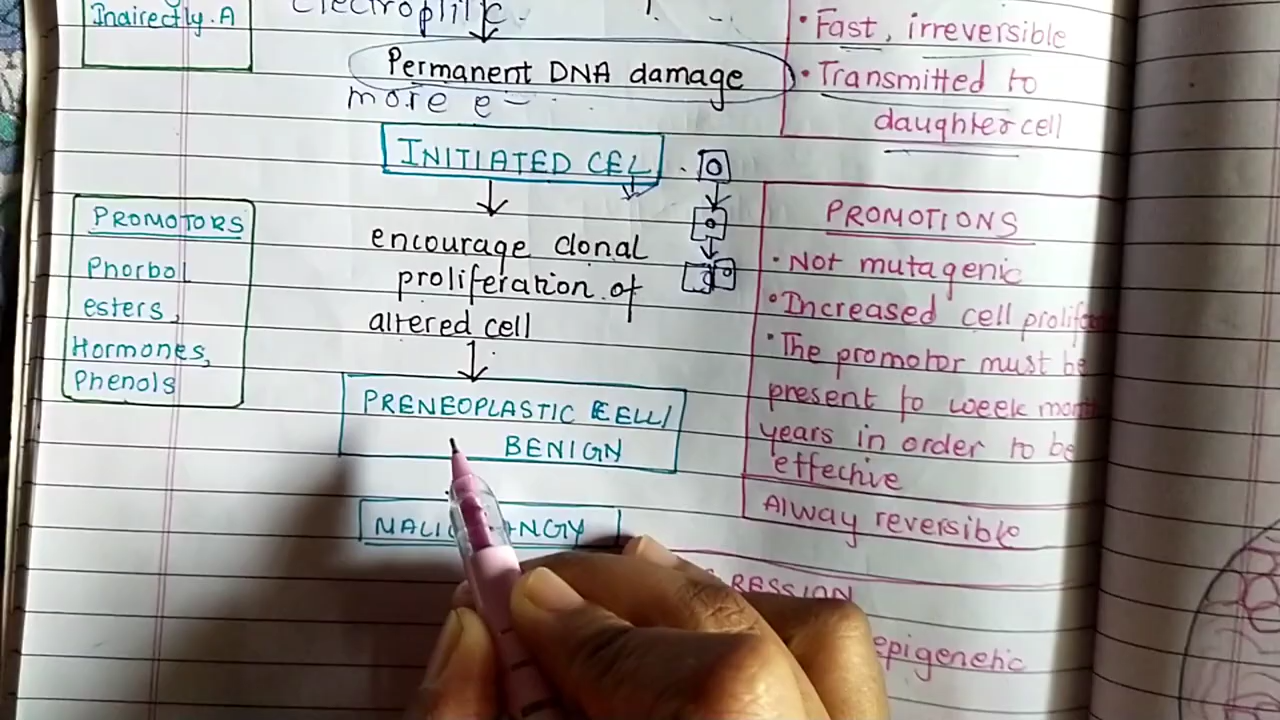 Indirectly.A
Permanent DNA damage
more e-
INITIATED CEL
encourage clonal
proliferation of
altered cell
PRENEOPLASTIC CELL/
BENIGN
PROMOTORS
Phorbol
esters,
Hormones,
Phenols
• Fast, irreversible
• Transmitted to
daughter cell
PROMOTIONS
• Not mutagenic
• Increased cell
• The promotor must be
present to week
years in order to be
effective
Alway reversible
epigenetic